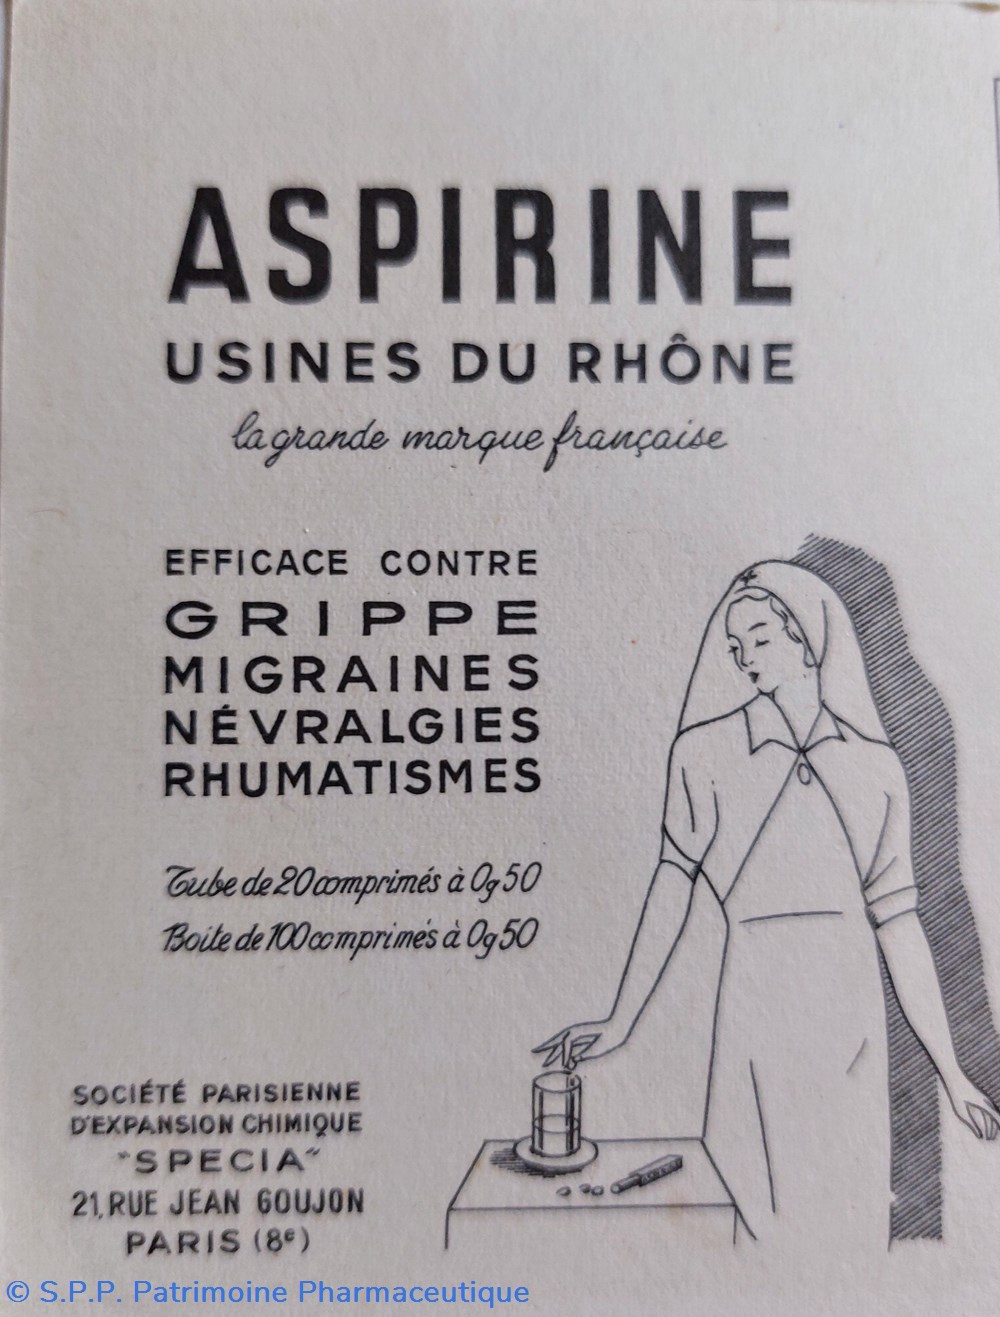 ASPIRINE
USINES DU RHÔNE
la grande marque française
EFFICACE CONTRE
GRIPPE
MIGRAINES
NÉVRALGIES
RHUMATISMES
Tube de 20 comprimés à 0g50
Boite de 100 comprimés à 0g50
SOCIÉTÉ PARISIENNE
D'EXPANSION CHIMIQUE
"SPECIA"
21, RUE JEAN GOUJON
PARIS (8e)
© S.P.P. Patrimoine Pharmaceutique